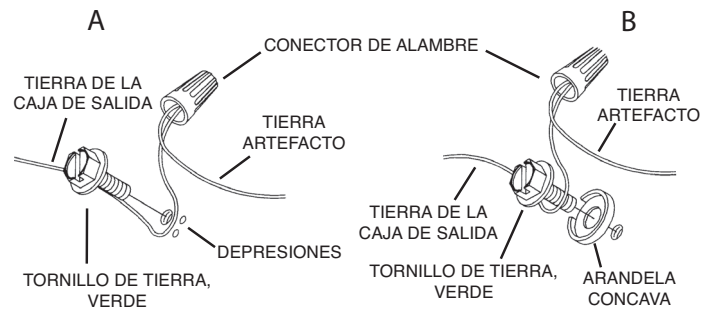 A
TIERRA DE LA
CAJA DE SALIDA
CONECTOR DE ALAMBRE
TIERRA
ARTEFACTO
DEPRESIONES
TORNILLO DE TIERRA,
VERDE
B
TIERRA
ARTEFACTO
TIERRA DE LA
CAJA DE SALIDA
TORNILLO DE TIERRA,
VERDE
ARANDELA
CONCAVA